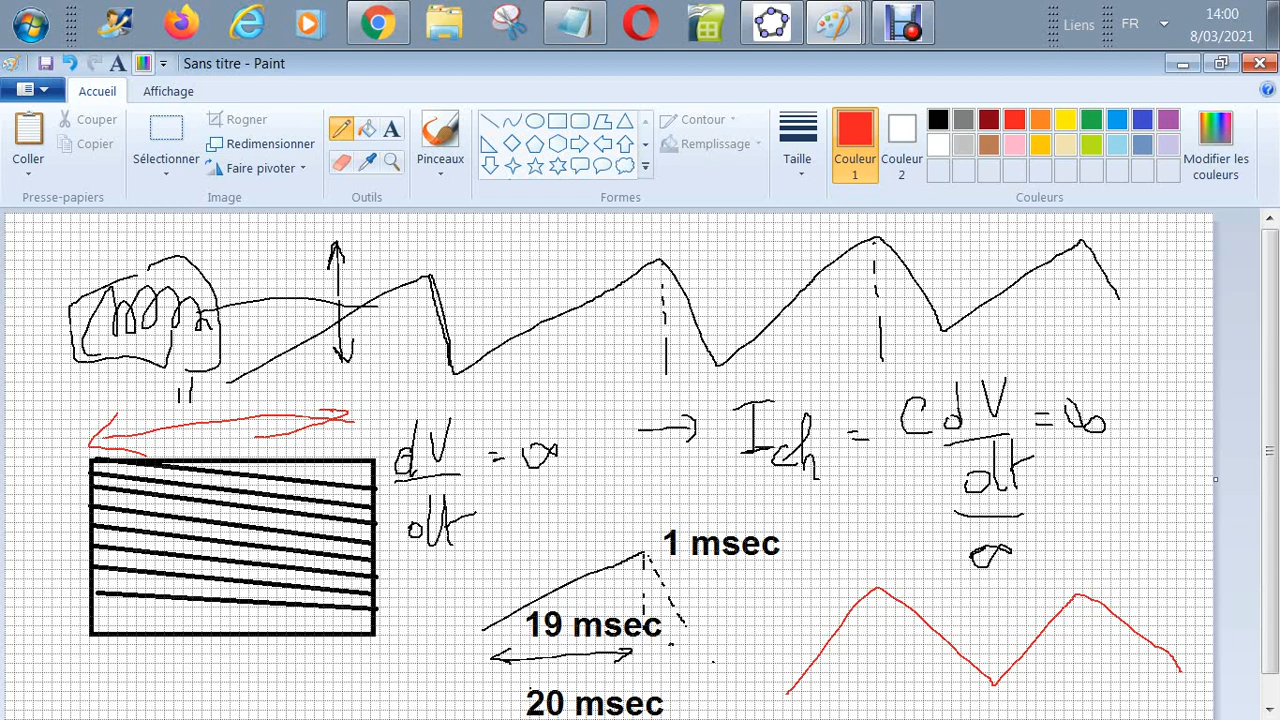 14:00
Liens FR
8/03/2021
Sans titre - Paint
Accueil Affichage
Coller
Couper
Copier
Presse-papiers
Sélectionner
Rogner
Redimensionner
Faire pivoter
Image
Outils
Pinceaux
Contour
Remplissage
Formes
Taille
Couleur
1
Couleur
2
Modifier les
couleurs
Couleurs
dV
dt
= ∞
→ Ich = C dV = ∞
dt
1 msec
19 msec
20 msec